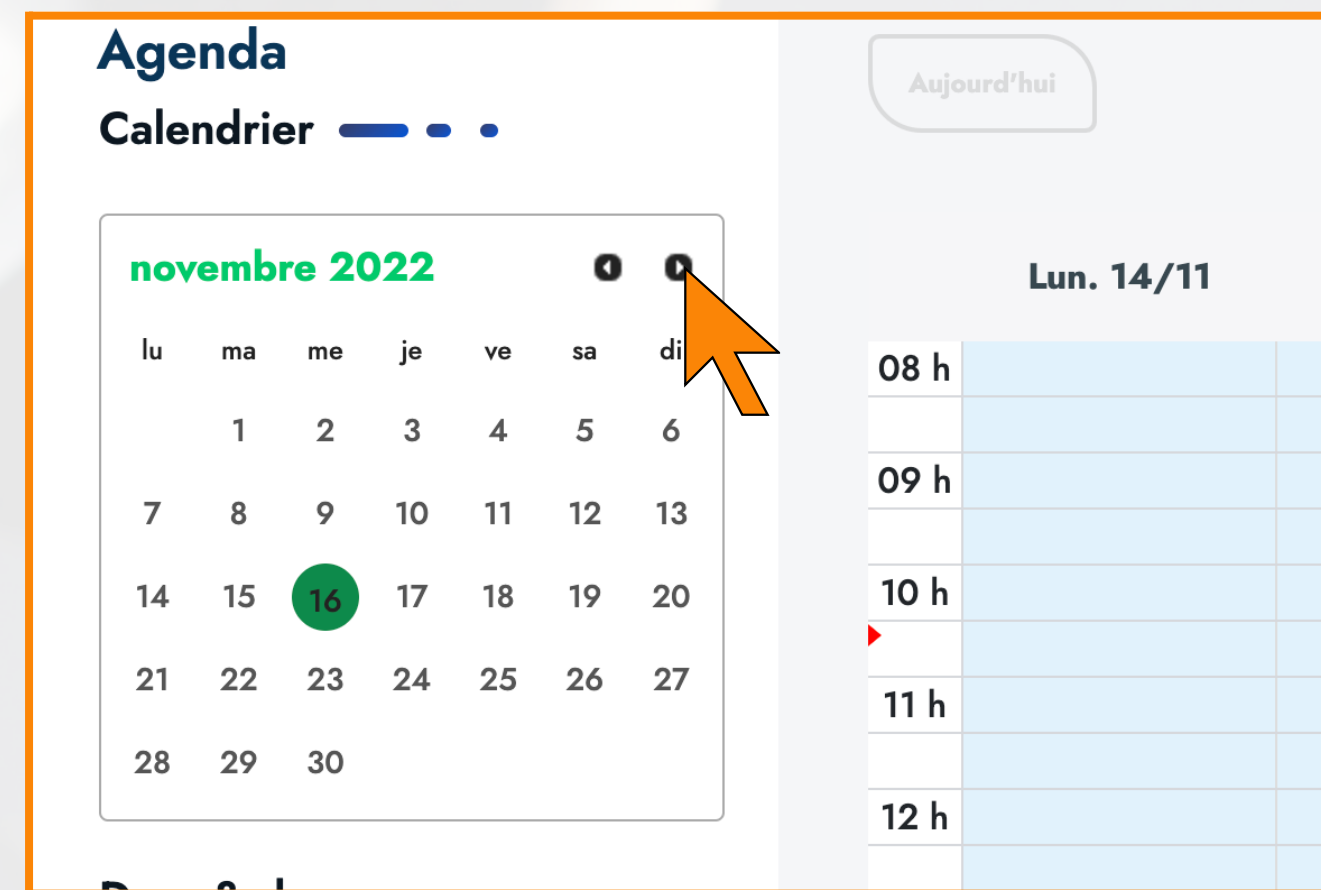 Agenda
Calendrier
novembre 2022
lu ma me je ve sa di
1 2 3 4 5 6
7 8 9 10 11 12 13
14 15 16 17 18 19 20
21 22 23 24 25 26 27
28 29 30
Aujourd'hui
Lun. 14/11
08 h
09 h
10 h
11 h
12 h